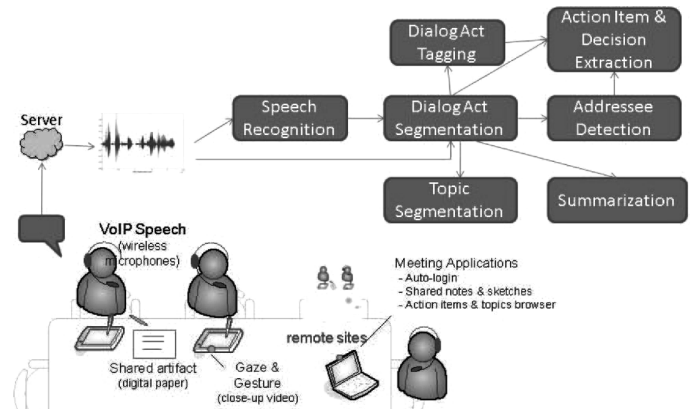 Dialog Act
Tagging
Action Item &
Decision
Extraction
Server
Speech
Recognition
Dialog Act
Segmentation
Addressee
Detection
Topic
Segmentation
Summarization
VoIP Speech
(wireless
microphones)
Meeting Applications
- Auto-login
- Shared notes & sketches
- Action items & topics browser
remote sites
Shared artifact
(digital paper)
Gaze &
Gesture
(close-up video)